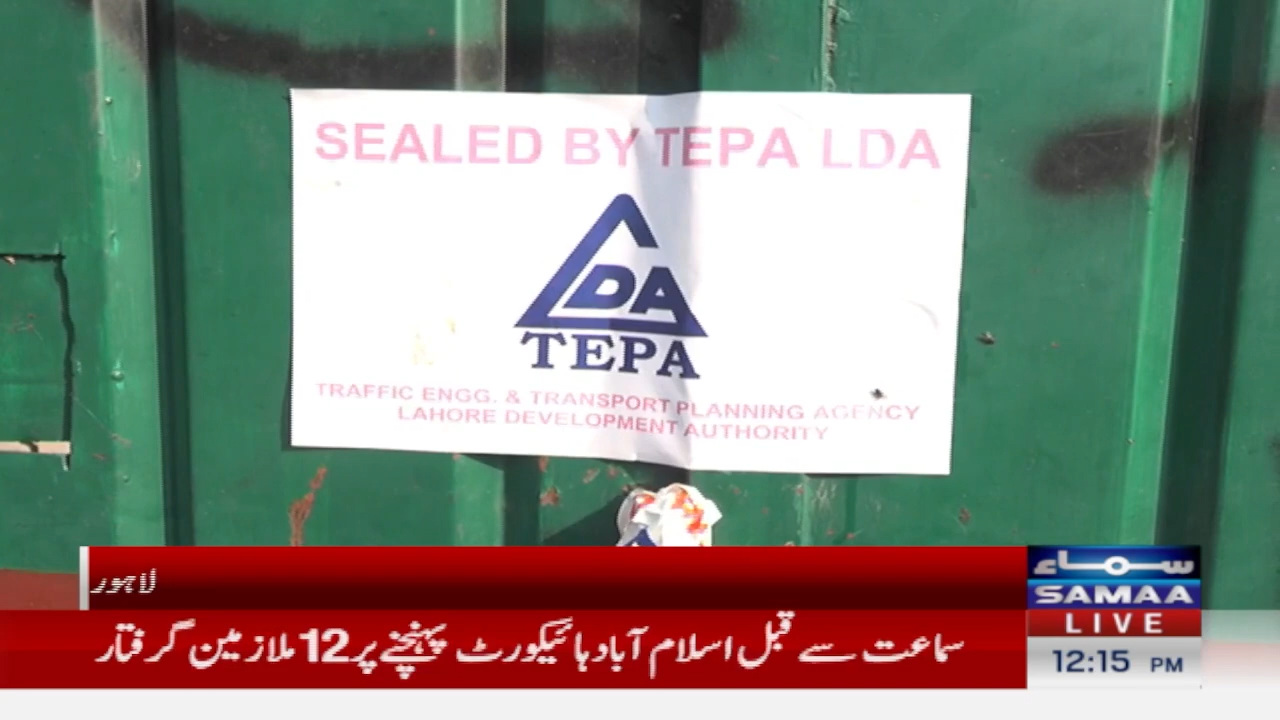 SEALED BY TEPA LDA
LDA
TEPA
TRAFFIC ENGG. & TRANSPORT PLANNING AGENCY
LAHORE DEVELOPMENT AUTHORITY
لاہور
سماء
SAMAA
LIVE
سماعت سے قبل اسلام آباد ہائیکورٹ پہنچنے پر 12 ملازمین گرفتار
12:15 PM